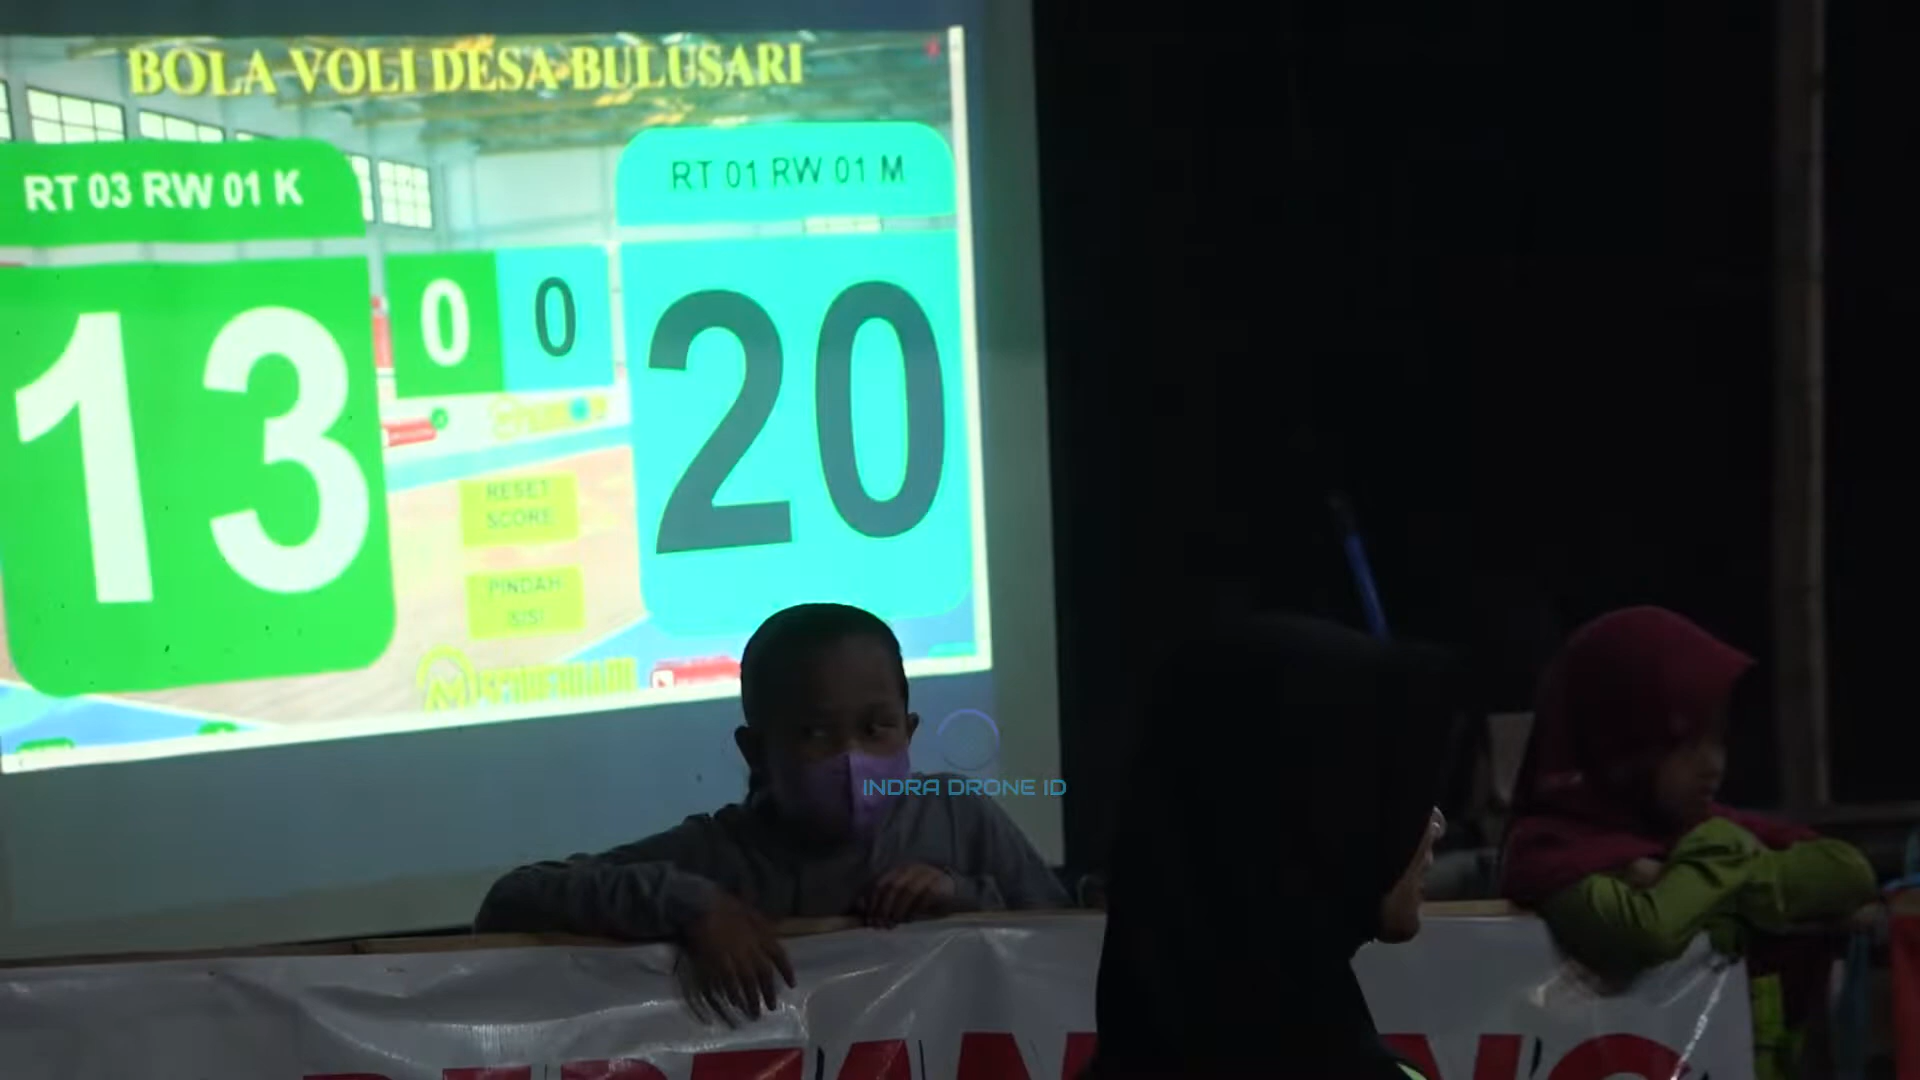 BOLA VOLI DESA BULUSARI
RT 03 RW 01 K
RT 01 RW 01 M
13
0
0
20
RESET
SCORE
PINDAH
SISI
INDRA DRONE ID